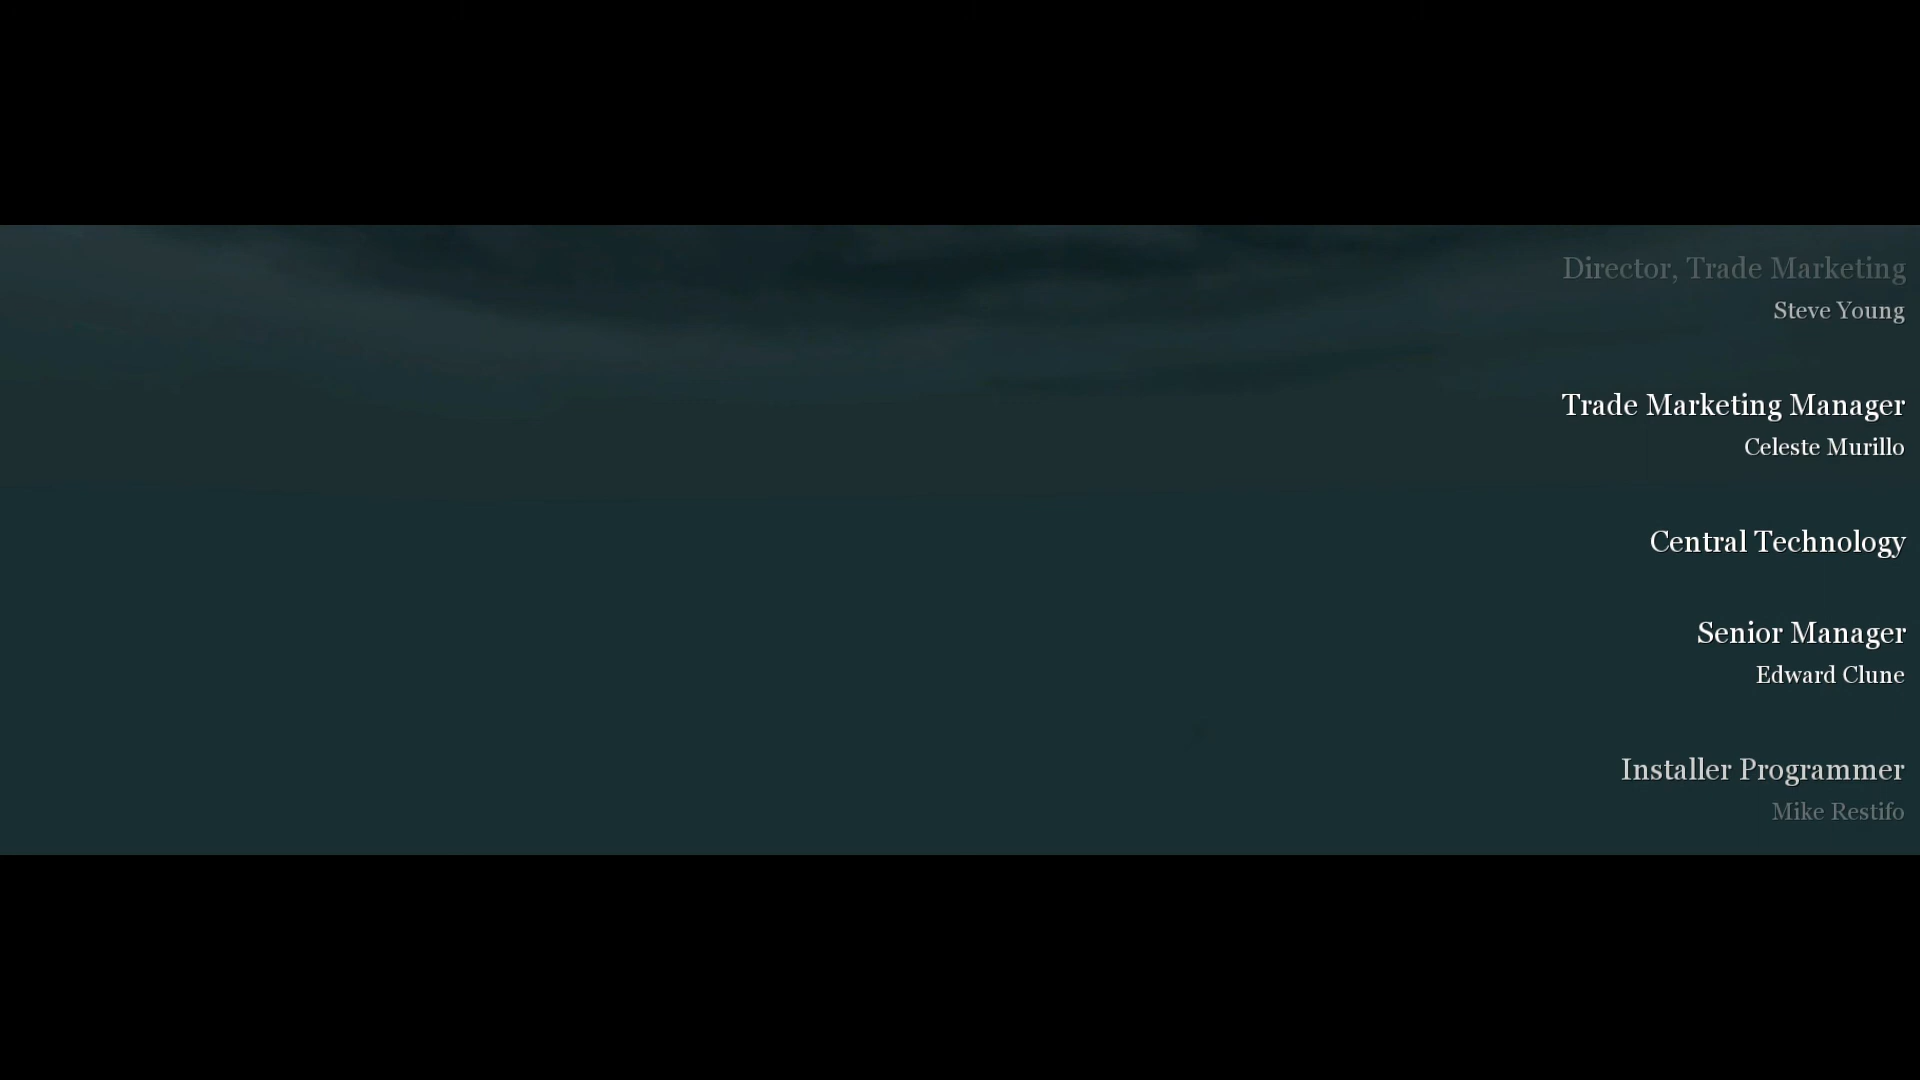 Director, Trade Marketing
Steve Young
Trade Marketing Manager
Celeste Murillo
Central Technology
Senior Manager
Edward Clune
Installer Programmer
Mike Restifo